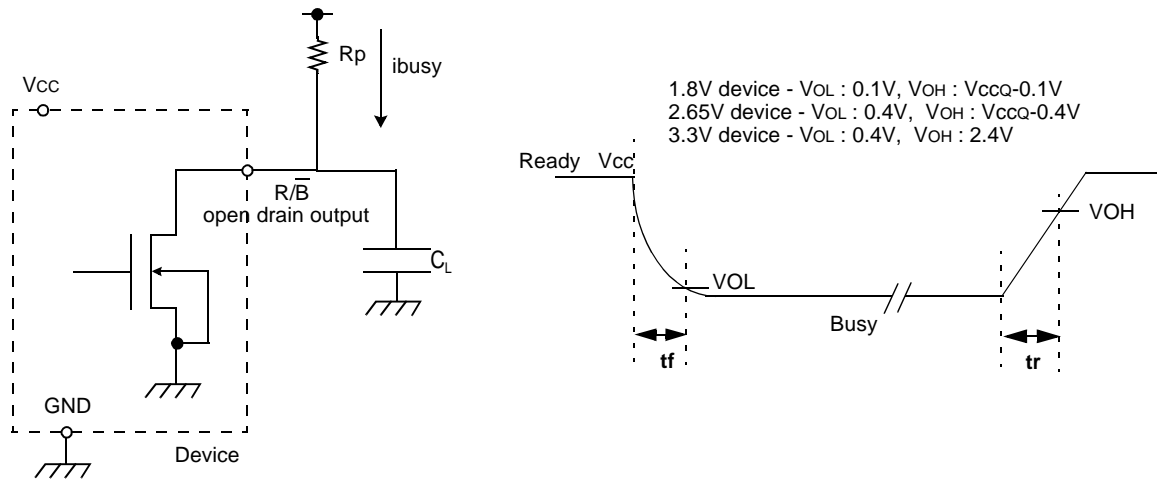 Rp
ibusy
VCC
R/B̅
open drain output
CL
GND
Device
1.8V device - VOL : 0.1V, VOH : VccQ-0.1V
2.65V device - VOL : 0.4V, VOH : VccQ-0.4V
3.3V device - VOL : 0.4V, VOH : 2.4V
Ready Vcc
VOH
VOL
Busy
tf
tr